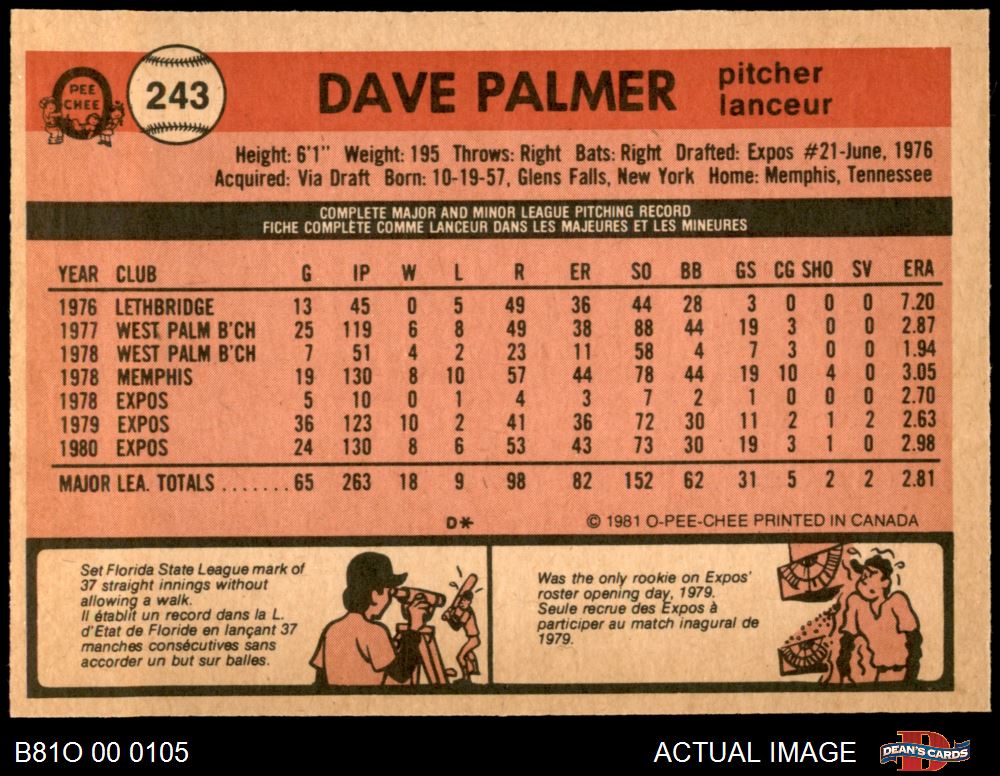 PEE
CHEE
243
DAVE PALMER
pitcher
lanceur
Height: 6'1" Weight: 195 Throws: Right Bats: Right Drafted: Expos #21-June, 1976
Acquired: Via Draft Born: 10-19-57, Glens Falls, New York Home: Memphis, Tennessee
COMPLETE MAJOR AND MINOR LEAGUE PITCHING RECORD
FICHE COMPLÈTE COMME LANCEUR DANS LES MAJEURES ET LES MINEURES
YEAR CLUB G IP W L R ER SO BB GS CG SHO SV ERA
1976 LETHBRIDGE 13 45 0 5 49 36 44 28 3 0 0 0 7.20
1977 WEST PALM B'CH 25 119 6 8 49 38 88 44 19 3 0 0 2.87
1978 WEST PALM B'CH 7 51 4 2 23 11 58 4 7 3 0 0 1.94
1978 MEMPHIS 19 130 8 10 57 44 78 44 19 10 4 0 3.05
1978 EXPOS 5 10 0 1 4 3 7 2 1 0 0 0 2.70
1979 EXPOS 36 123 10 2 41 36 72 30 11 2 1 2 2.63
1980 EXPOS 24 130 8 6 53 43 73 30 19 3 1 0 2.98
MAJOR LEA. TOTALS .......65 263 18 9 98 82 152 62 31 5 2 2 2.81
D* © 1981 O-PEE-CHEE PRINTED IN CANADA
Set Florida State League mark of
37 straight innings without
allowing a walk.
Il établit un record dans la L.
d'Etat de Floride en lançant 37
manches consécutives sans
accorder un but sur balles.
Was the only rookie on Expos'
roster opening day, 1979.
Seule recrue des Expos à
participer au match inagural de
1979.
B81O 00 0105
ACTUAL IMAGE
DEAN'S CARDS